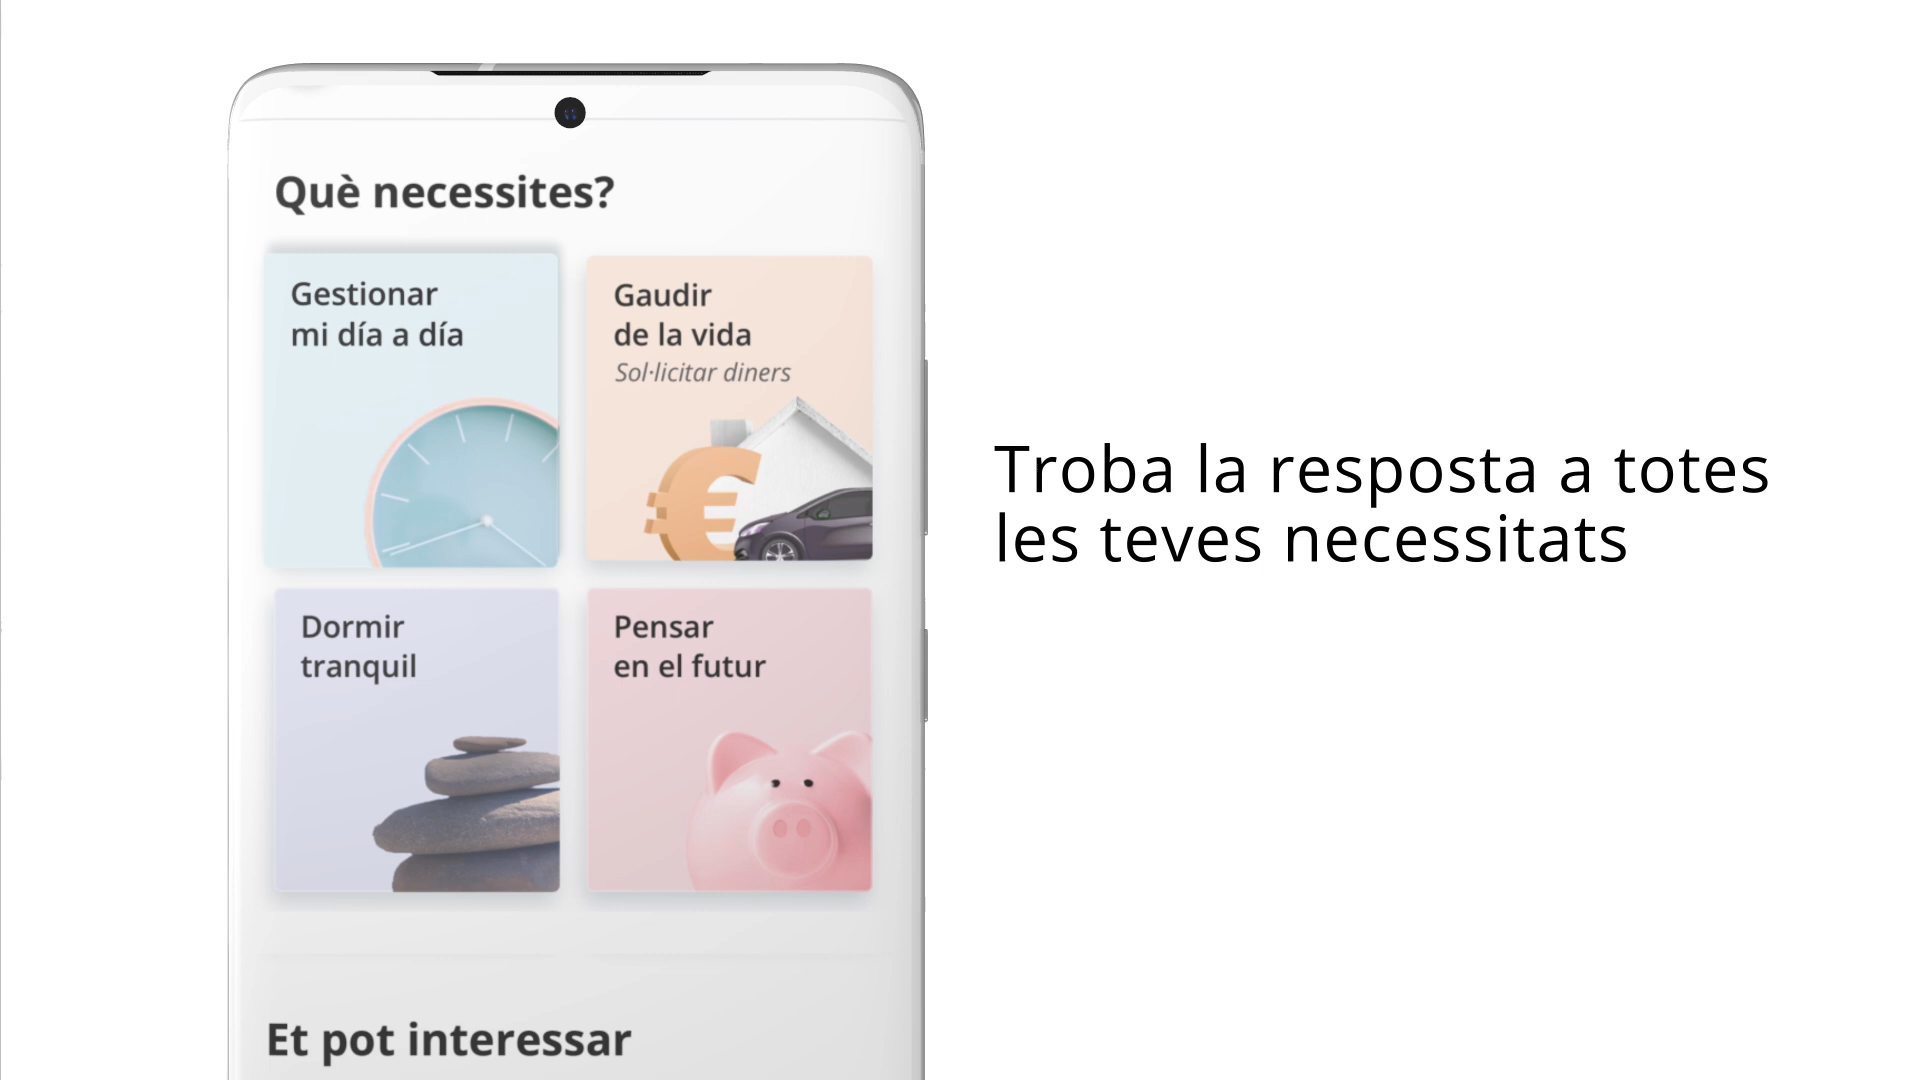 Què necessites?
Gestionar
mi día a día
Gaudir
de la vida
Sol·licitar diners
Dormir
tranquil
Pensar
en el futur
Et pot interessar
Troba la resposta a totes
les teves necessitats